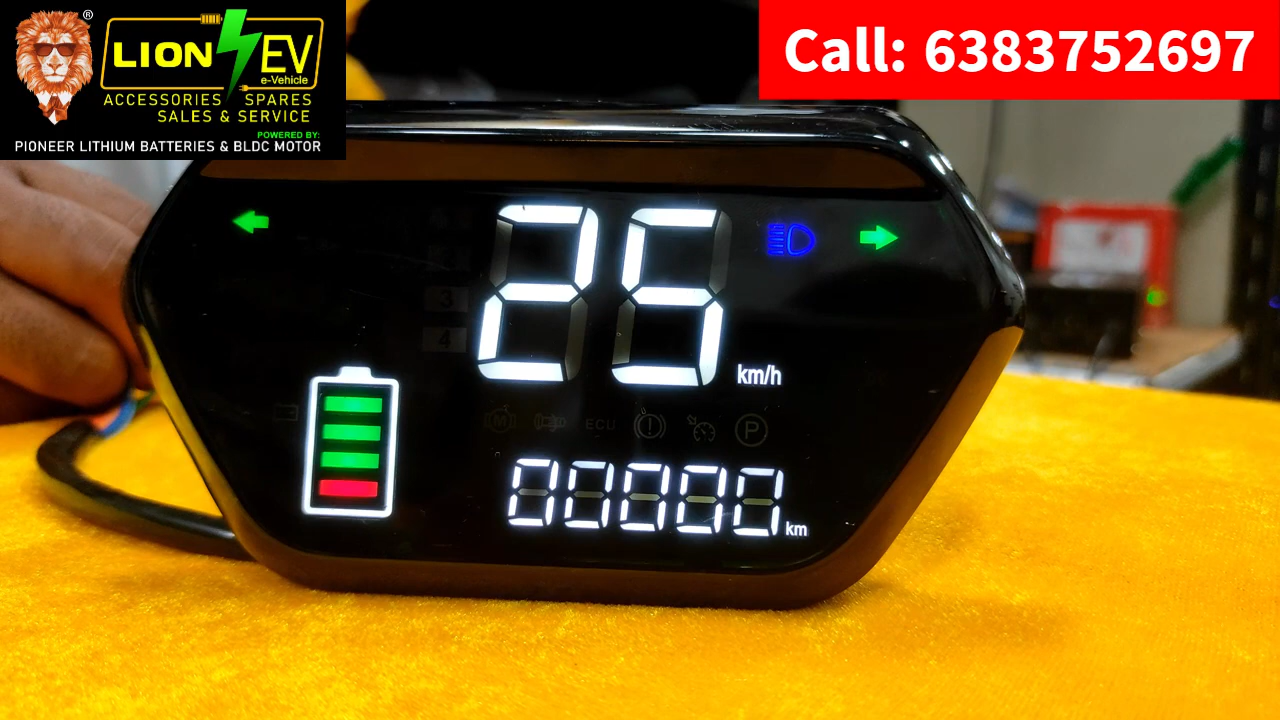 ®
LION EV
e-Vehicle
ACCESSORIES SPARES
SALES & SERVICE
POWERED BY:
PIONEER LITHIUM BATTERIES & BLDC MOTOR
Call: 6383752697
25
km/h
3
4
M ECU P
00000
km